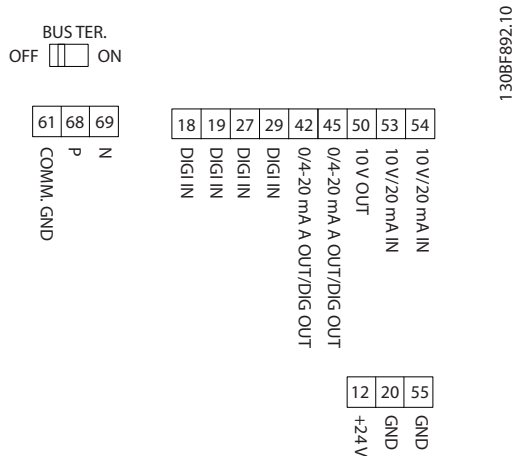 130BF892.10
BUS TER.
OFF ON
61 68 69
COMM. GND
P
N
18 19 27 29 42 45 50 53 54
DIGI IN
DIGI IN
DIGI IN
DIGI IN
0/4-20 mA A OUT/DIG OUT
0/4-20 mA A OUT/DIG OUT
10 V OUT
10 V/20 mA IN
10 V/20 mA IN
12 20 55
+24 V
GND
GND